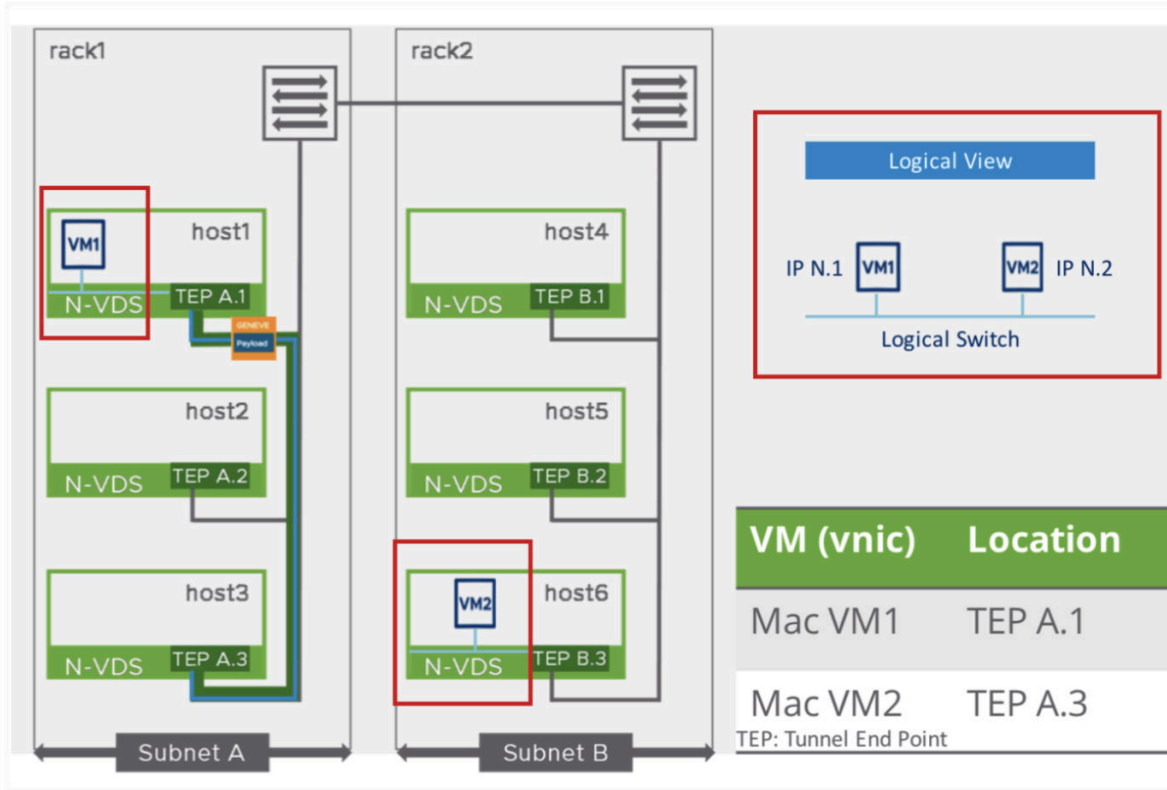 rack1
rack2
Logical View
VM1
host1
host4
IP N.1 VM1 VM2 IP N.2
N-VDS TEP A.1
N-VDS TEP B.1
GENEVE
Payload
Logical Switch
host2
host5
N-VDS TEP A.2
N-VDS TEP B.2
VM (vnic) Location
host3
VM2 host6
Mac VM1 TEP A.1
N-VDS TEP A.3
N-VDS TEP B.3
Mac VM2 TEP A.3
TEP: Tunnel End Point
Subnet A
Subnet B